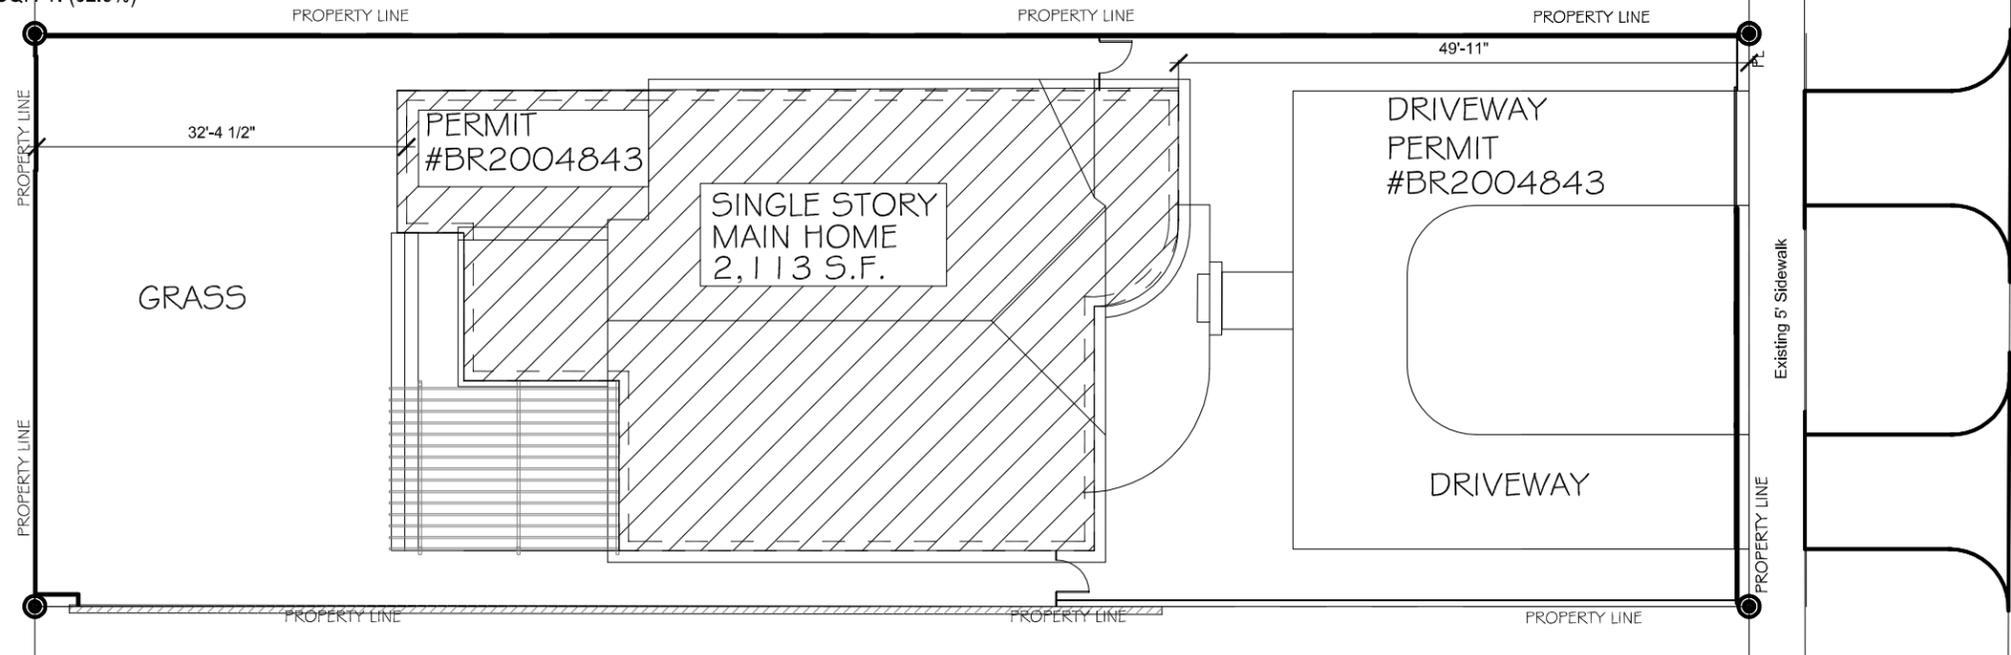 PROPERTY LINE
PROPERTY LINE
PROPERTY LINE
49'-11"
PL
PROPERTY LINE
32'-4 1/2"
PERMIT
#BR2004843
DRIVEWAY
PERMIT
#BR2004843
SINGLE STORY
MAIN HOME
2,113 S.F.
GRASS
Existing 5' Sidewalk
PROPERTY LINE
DRIVEWAY
PROPERTY LINE
PROPERTY LINE
PROPERTY LINE
PROPERTY LINE